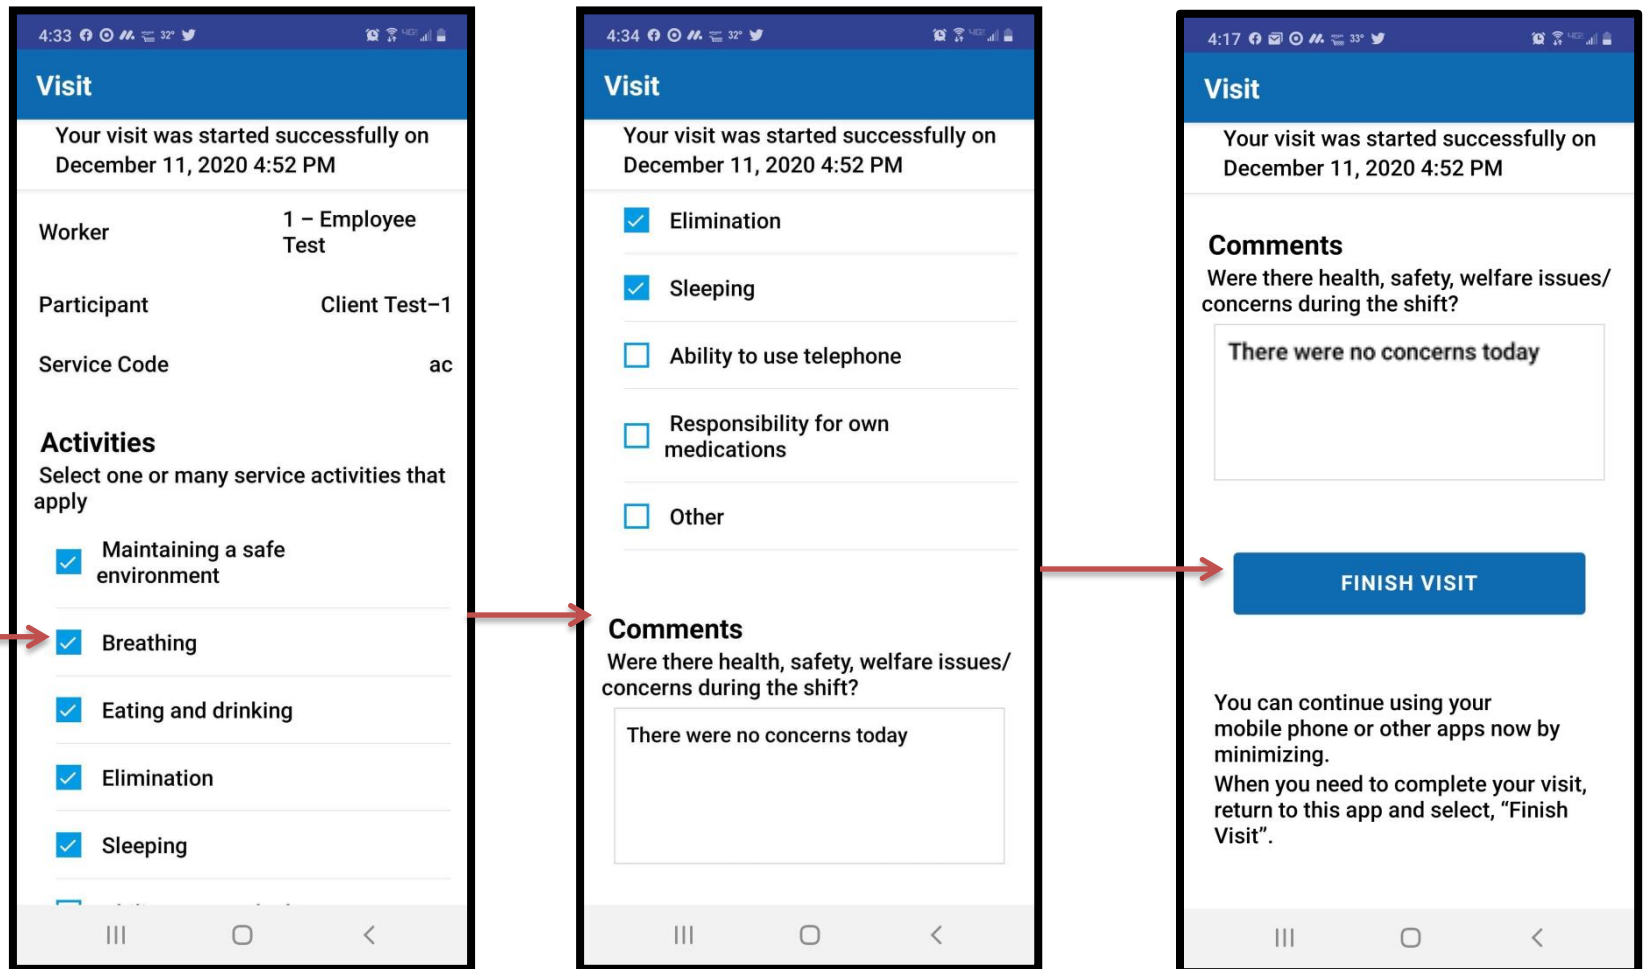 4:33
32°
Visit
Your visit was started successfully on
December 11, 2020 4:52 PM
Worker
1 – Employee
Test
Participant
Client Test–1
Service Code
ac
Activities
Select one or many service activities that
apply
Maintaining a safe
environment
Breathing
Eating and drinking
Elimination
Sleeping
4:34
32°
Visit
Your visit was started successfully on
December 11, 2020 4:52 PM
Elimination
Sleeping
Ability to use telephone
Responsibility for own
medications
Other
Comments
Were there health, safety, welfare issues/
concerns during the shift?
There were no concerns today
4:17
33°
Visit
Your visit was started successfully on
December 11, 2020 4:52 PM
Comments
Were there health, safety, welfare issues/
concerns during the shift?
There were no concerns today
FINISH VISIT
You can continue using your
mobile phone or other apps now by
minimizing.
When you need to complete your visit,
return to this app and select, “Finish
Visit”.